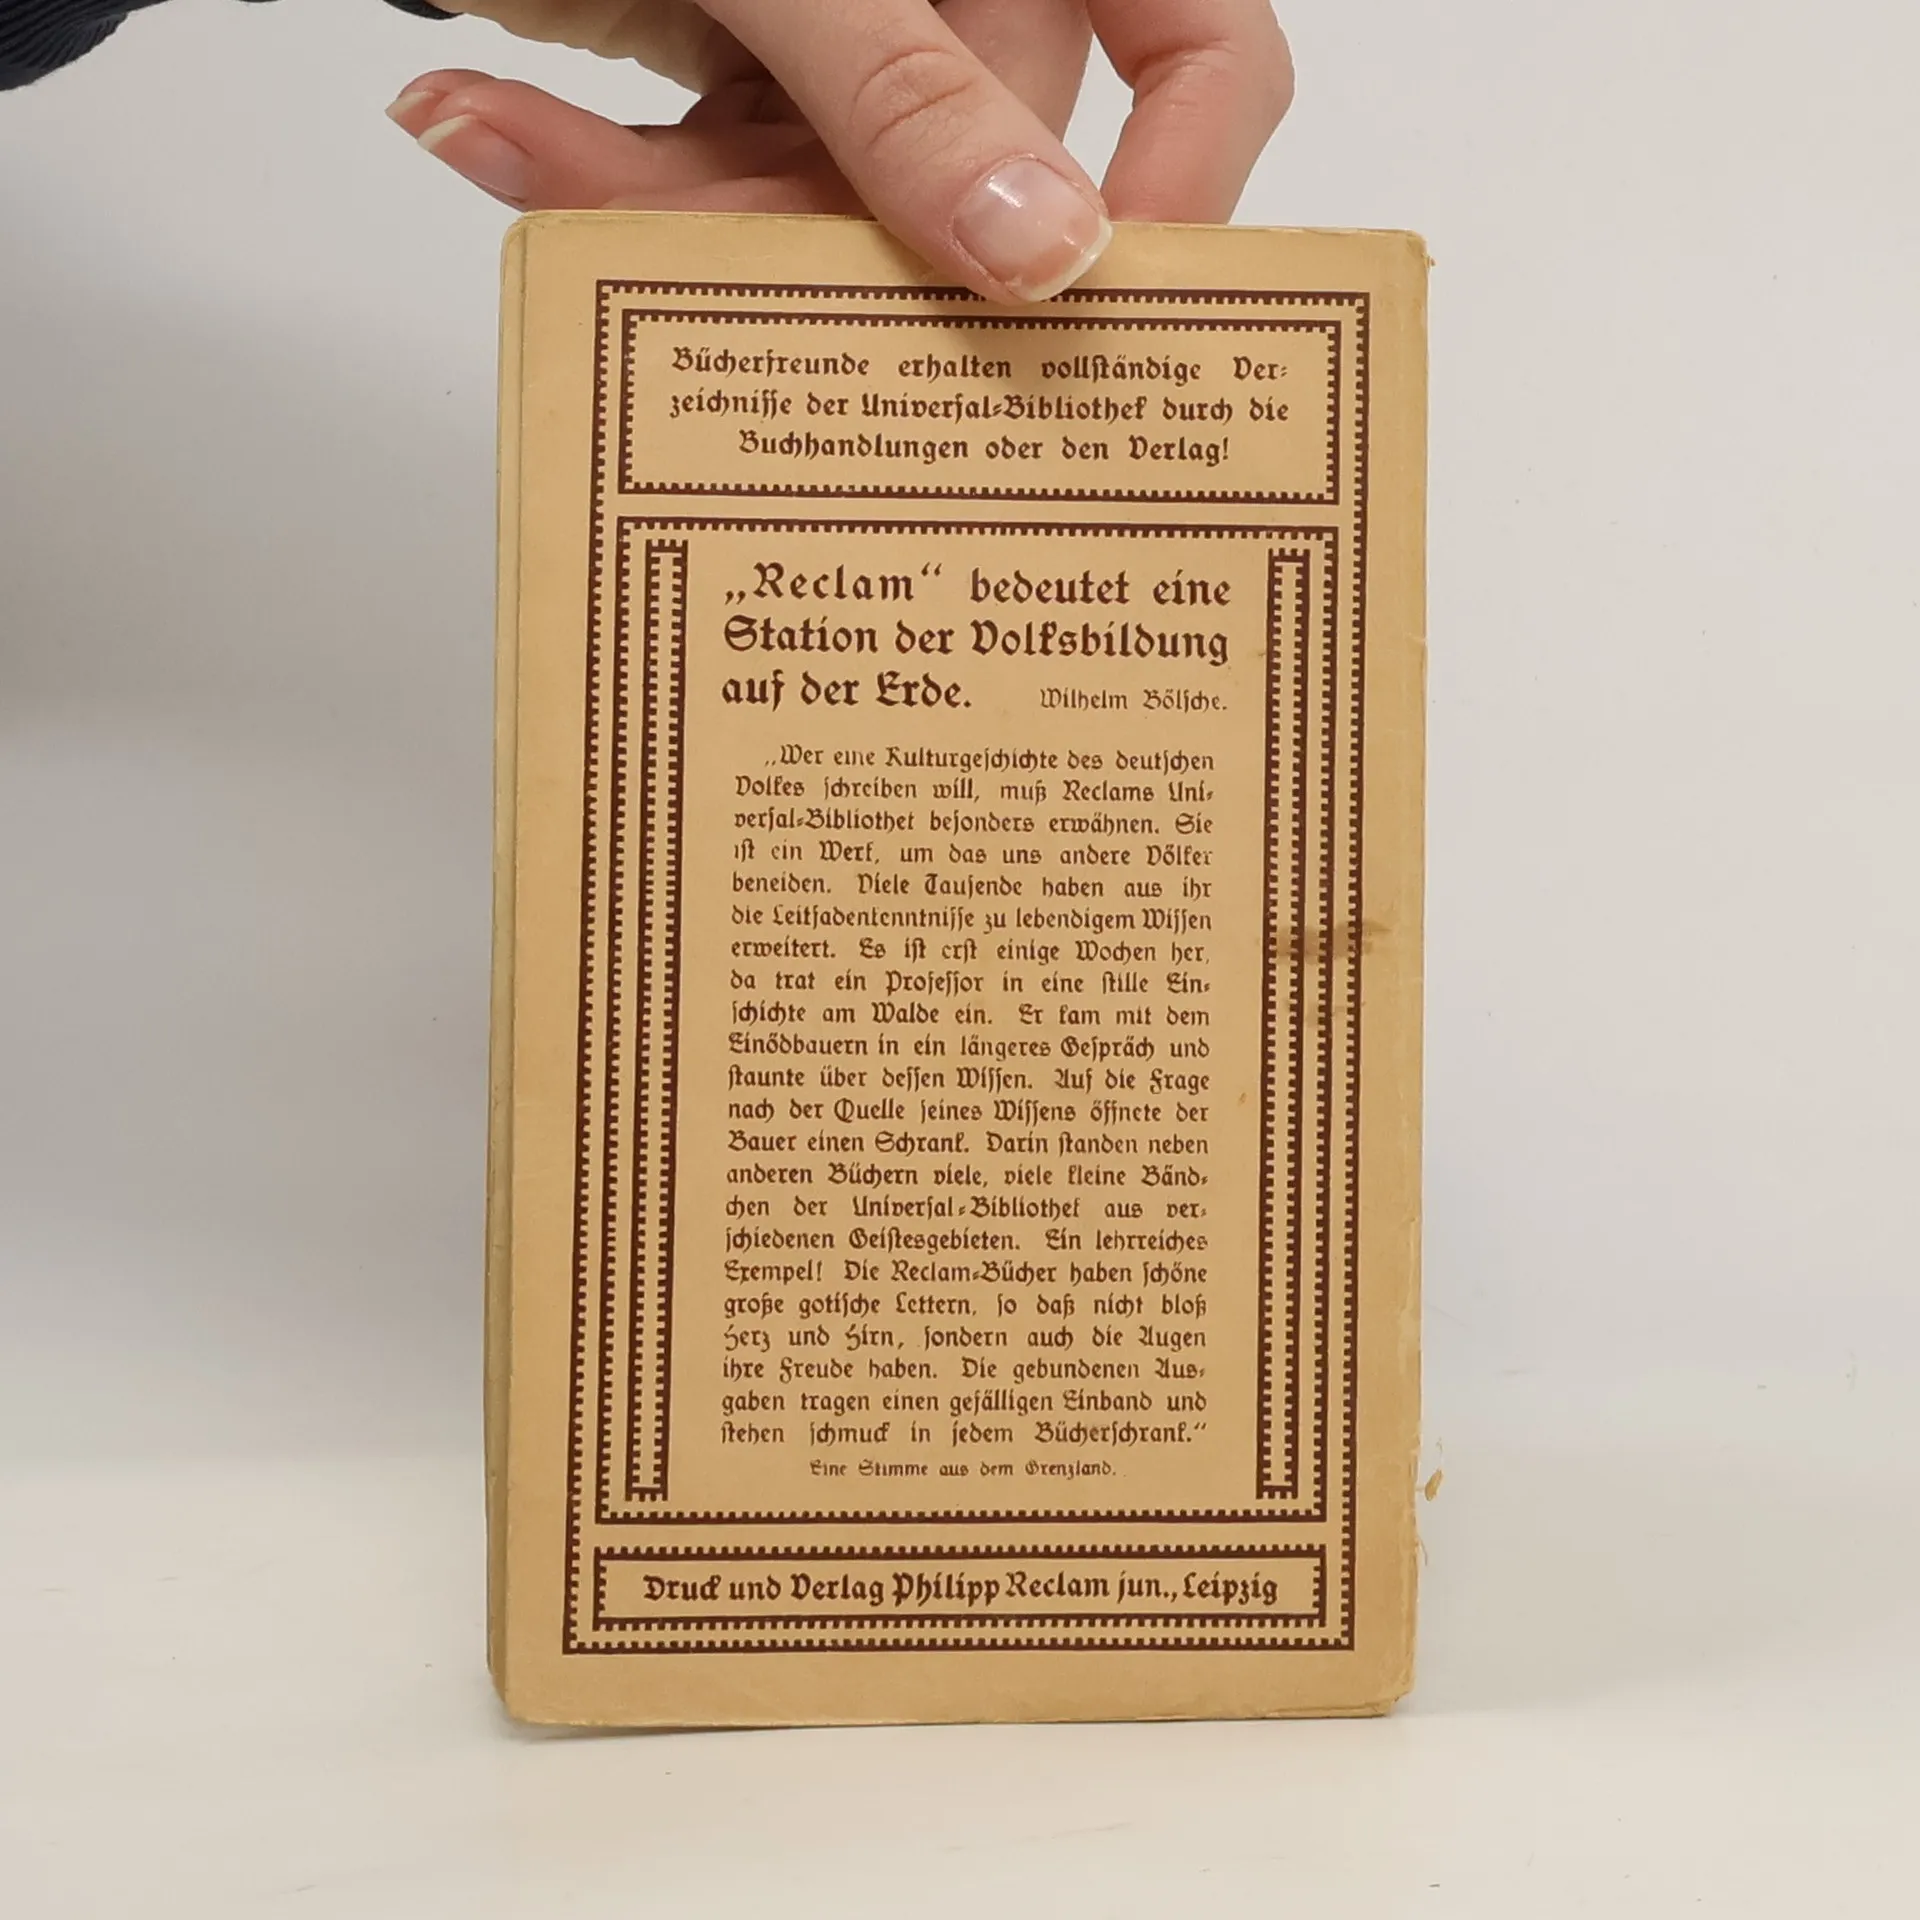 Bücherfreunde erhalten vollſtändige Ver⸗
zeichniſſe der Univerſal⸗Bibliothek durch die
Buchhandlungen oder den Verlag!
„Reclam“ bedeutet eine
Station der Volksbildung
auf der Erde. Wilhelm Bölſche.
„Wer eine Kulturgeſchichte des deutſchen
Volkes ſchreiben will, muß Reclams Uni⸗
verſal⸗Bibliothek beſonders erwähnen. Sie
iſt ein Werk, um das uns andere Völker
beneiden. Viele Tauſende haben aus ihr
die Leitfadenkenntniſſe zu lebendigem Wiſſen
erweitert. Es iſt erſt einige Wochen her,
da trat ein Profeſſor in eine ſtille Ein⸗
ſchichte am Walde ein. Er kam mit dem
Einödbauern in ein längeres Geſpräch und
ſtaunte über deſſen Wiſſen. Auf die Frage
nach der Quelle ſeines Wiſſens öffnete der
Bauer einen Schrank. Darin ſtanden neben
anderen Büchern viele, viele kleine Bänd⸗
chen der Univerſal⸗Bibliothek aus ver⸗
ſchiedenen Geiſtesgebieten. Ein lehrreiches
Exempel! Die Reclam⸗Bücher haben ſchöne
große gotiſche Lettern, ſo daß nicht bloß
Herz und Hirn, ſondern auch die Augen
ihre Freude haben. Die gebundenen Aus⸗
gaben tragen einen gefälligen Einband und
ſtehen ſchmuck in jedem Bücherſchrank.“
Eine Stimme aus dem Grenzland.
Druck und Verlag Philipp Reclam jun., Leipzig